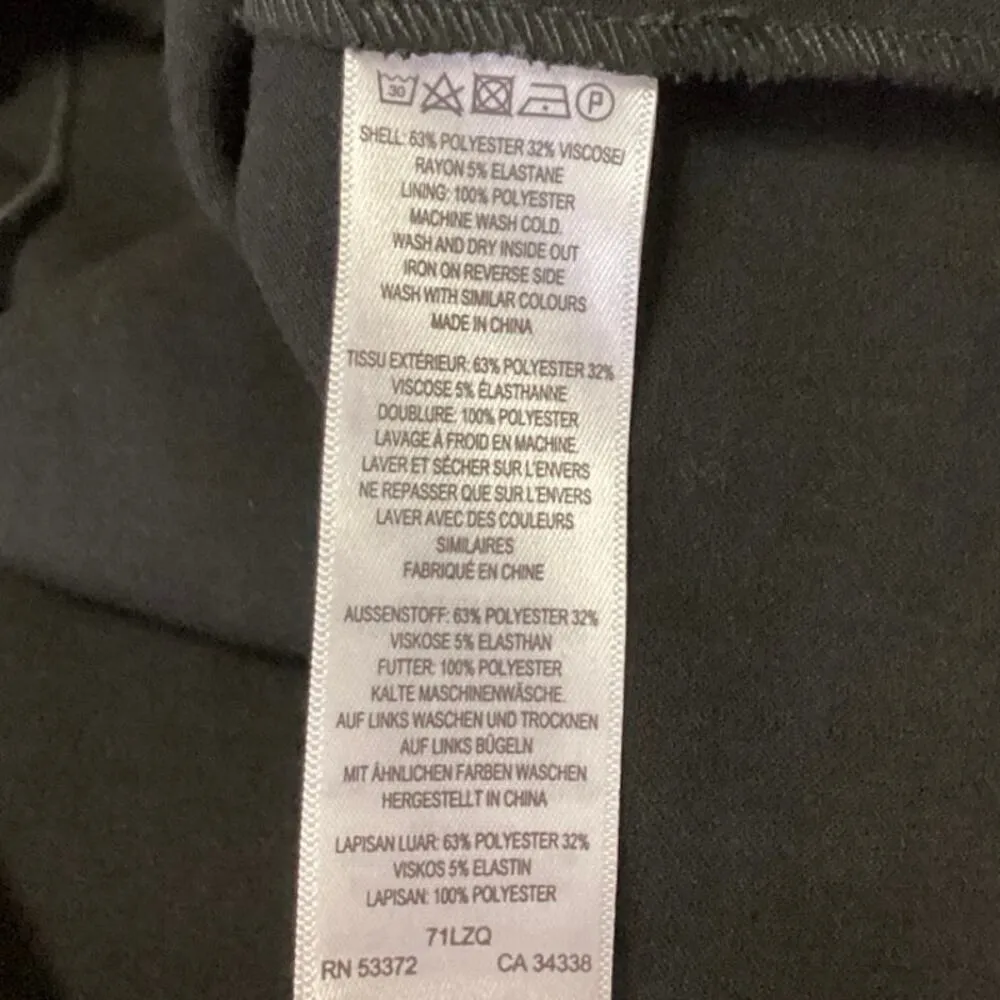 30 P
SHELL: 63% POLYESTER 32% VISCOSE/
RAYON 5% ELASTANE
LINING: 100% POLYESTER
MACHINE WASH COLD.
WASH AND DRY INSIDE OUT
IRON ON REVERSE SIDE
WASH WITH SIMILAR COLOURS
MADE IN CHINA
TISSU EXTÉRIEUR: 63% POLYESTER 32%
VISCOSE 5% ÉLASTHANNE
DOUBLURE: 100% POLYESTER
LAVAGE À FROID EN MACHINE.
LAVER ET SÉCHER SUR L'ENVERS
NE REPASSER QUE SUR L'ENVERS
LAVER AVEC DES COULEURS
SIMILAIRES
FABRIQUÉ EN CHINE
AUSSENSTOFF: 63% POLYESTER 32%
VISKOSE 5% ELASTHAN
FUTTER: 100% POLYESTER
KALTE MASCHINENWÄSCHE.
AUF LINKS WASCHEN UND TROCKNEN
AUF LINKS BÜGELN
MIT ÄHNLICHEN FARBEN WASCHEN
HERGESTELLT IN CHINA
LAPISAN LUAR: 63% POLYESTER 32%
VISKOS 5% ELASTIN
LAPISAN: 100% POLYESTER
71LZQ
RN 53372 CA 34338